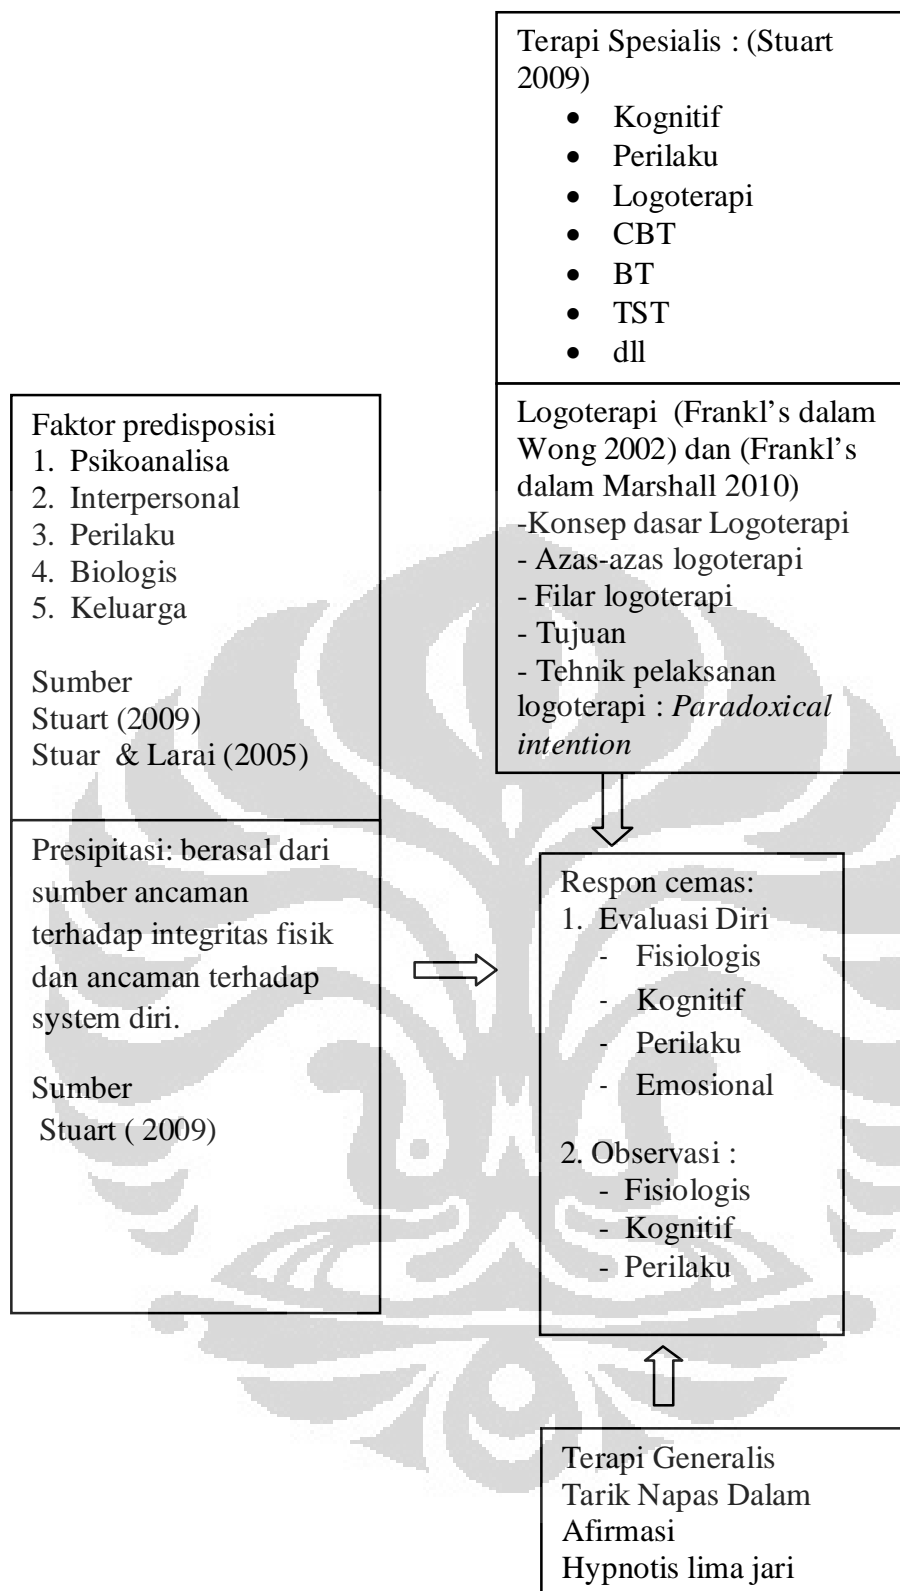 Terapi Spesialis : (Stuart
2009)
• Kognitif
• Perilaku
• Logoterapi
• CBT
• BT
• TST
• dll
Logoterapi (Frankl’s dalam
Wong 2002) dan (Frankl’s
dalam Marshall 2010)
-Konsep dasar Logoterapi
- Azas-azas logoterapi
- Filar logoterapi
- Tujuan
- Tehnik pelaksanan
logoterapi : Paradoxical
intention
Faktor predisposisi
1. Psikoanalisa
2. Interpersonal
3. Perilaku
4. Biologis
5. Keluarga
Sumber
Stuart (2009)
Stuar & Larai (2005)
Presipitasi: berasal dari
sumber ancaman
terhadap integritas fisik
dan ancaman terhadap
system diri.
Sumber
Stuart ( 2009)
Respon cemas:
1. Evaluasi Diri
- Fisiologis
- Kognitif
- Perilaku
- Emosional
2. Observasi :
- Fisiologis
- Kognitif
- Perilaku
Terapi Generalis
Tarik Napas Dalam
Afirmasi
Hypnotis lima jari